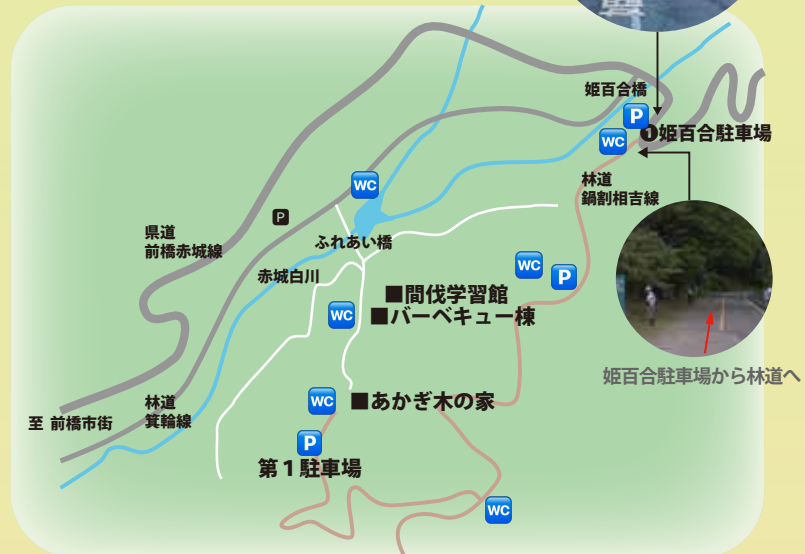 姫百合橋
P
❶姫百合駐車場
WC
林道
鍋割相吉線
WC
P
県道
前橋赤城線
ふれあい橋
赤城白川
WC
P
■間伐学習館
WC
■バーベキュー棟
姫百合駐車場から林道へ
WC
■あかぎ木の家
林道
箕輪線
至 前橋市街
P
第1駐車場
WC